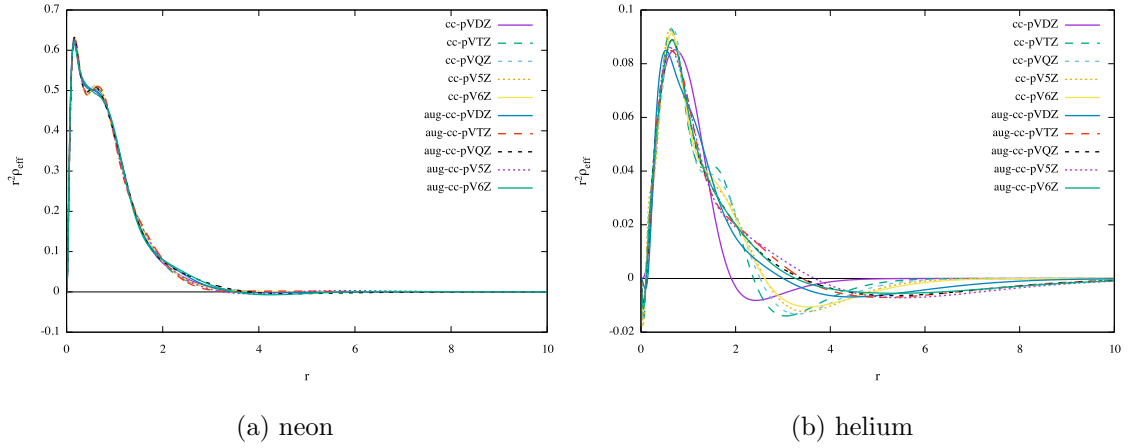 0.7
0.6
0.5
0.4
0.3
0.2
0.1
0
-0.1
r²ρeff
0 2 4 6 8 10
r
cc-pVDZ
cc-pVTZ
cc-pVQZ
cc-pV5Z
cc-pV6Z
aug-cc-pVDZ
aug-cc-pVTZ
aug-cc-pVQZ
aug-cc-pV5Z
aug-cc-pV6Z
(a) neon
0.1
0.08
0.06
0.04
0.02
0
-0.02
r²ρeff
0 2 4 6 8 10
r
cc-pVDZ
cc-pVTZ
cc-pVQZ
cc-pV5Z
cc-pV6Z
aug-cc-pVDZ
aug-cc-pVTZ
aug-cc-pVQZ
aug-cc-pV5Z
aug-cc-pV6Z
(b) helium